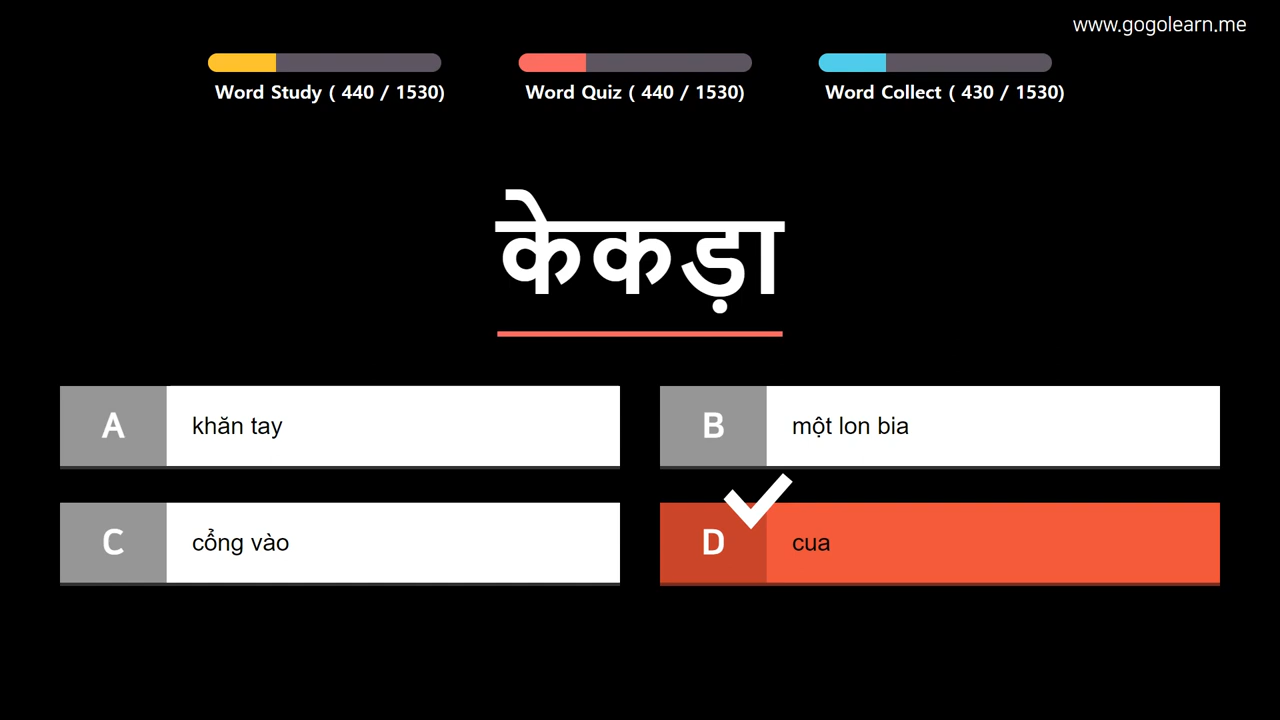 www.gogolearn.me
Word Study ( 440 / 1530)
Word Quiz ( 440 / 1530)
Word Collect ( 430 / 1530)
केकड़ा
A khăn tay
B một lon bia
C cổng vào
D cua